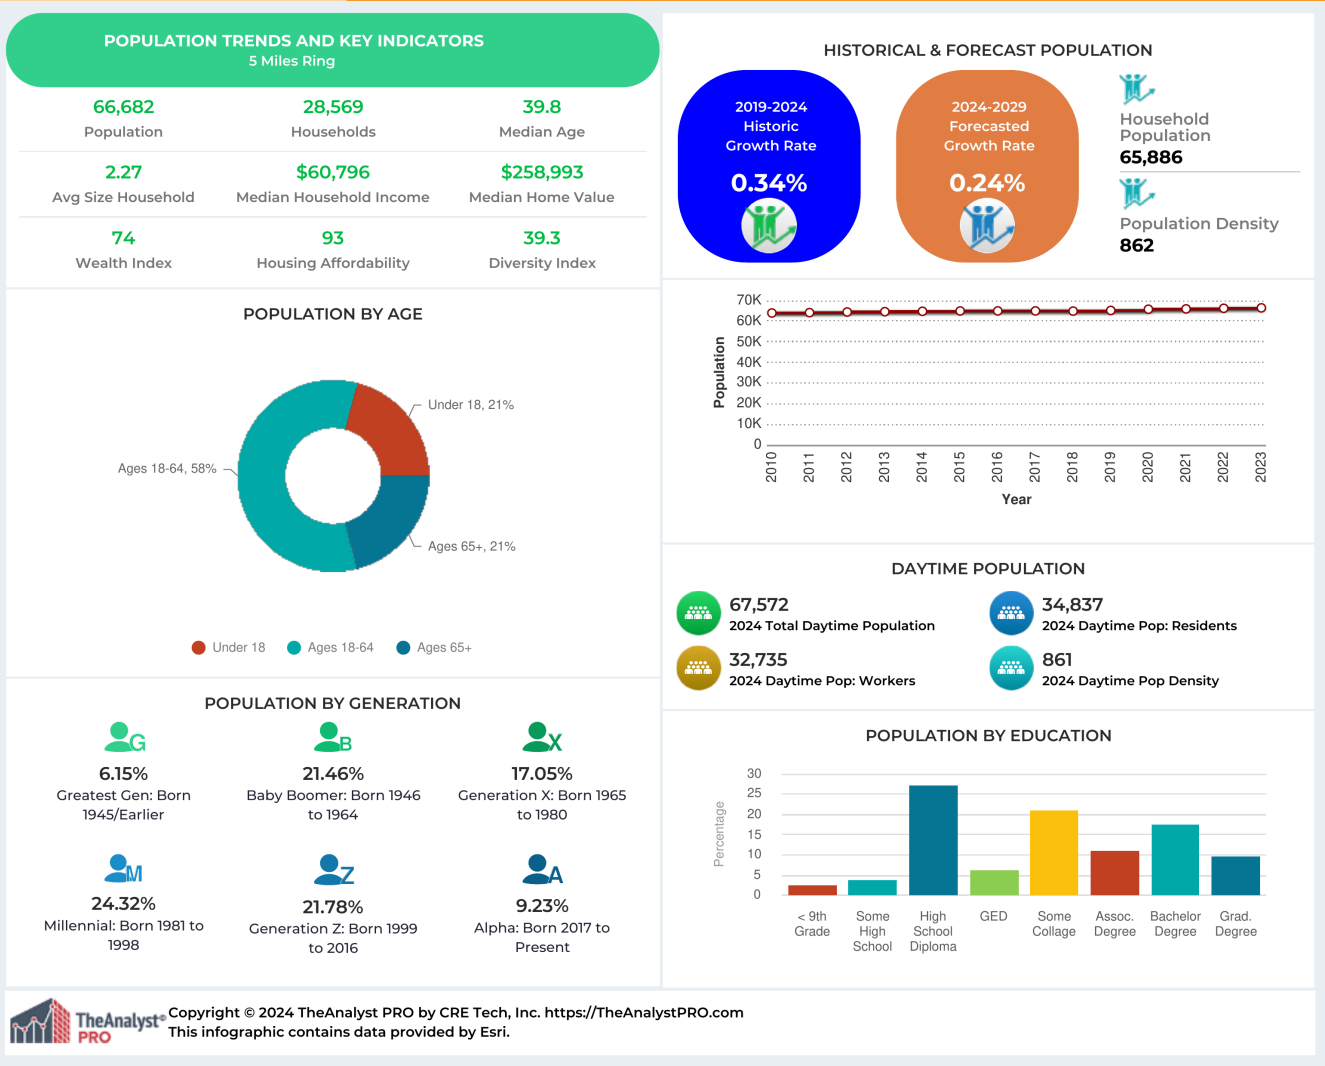 POPULATION TRENDS AND KEY INDICATORS
5 Miles Ring
66,682
Population
28,569
Households
39.8
Median Age
2.27
Avg Size Household
$60,796
Median Household Income
$258,993
Median Home Value
74
Wealth Index
93
Housing Affordability
39.3
Diversity Index
POPULATION BY AGE
Under 18, 21%
Ages 18-64, 58%
Ages 65+, 21%
Under 18
Ages 18-64
Ages 65+
POPULATION BY GENERATION
G
6.15%
Greatest Gen: Born
1945/Earlier
B
21.46%
Baby Boomer: Born 1946
to 1964
X
17.05%
Generation X: Born 1965
to 1980
M
24.32%
Millennial: Born 1981 to
1998
Z
21.78%
Generation Z: Born 1999
to 2016
A
9.23%
Alpha: Born 2017 to
Present
HISTORICAL & FORECAST POPULATION
2019-2024
Historic
Growth Rate
0.34%
2024-2029
Forecasted
Growth Rate
0.24%
Household
Population
65,886
Population Density
862
Population
70K
60K
50K
40K
30K
20K
10K
0
2010
2011
2012
2013
2014
2015
2016
2017
2018
2019
2020
2021
2022
2023
Year
DAYTIME POPULATION
67,572
2024 Total Daytime Population
34,837
2024 Daytime Pop: Residents
32,735
2024 Daytime Pop: Workers
861
2024 Daytime Pop Density
POPULATION BY EDUCATION
Percentage
30
25
20
15
10
5
0
< 9th
Grade
Some
High
School
High
School
Diploma
GED
Some
Collage
Assoc.
Degree
Bachelor
Degree
Grad.
Degree
TheAnalyst®
PRO
Copyright © 2024 TheAnalyst PRO by CRE Tech, Inc. https://TheAnalystPRO.com
This infographic contains data provided by Esri.